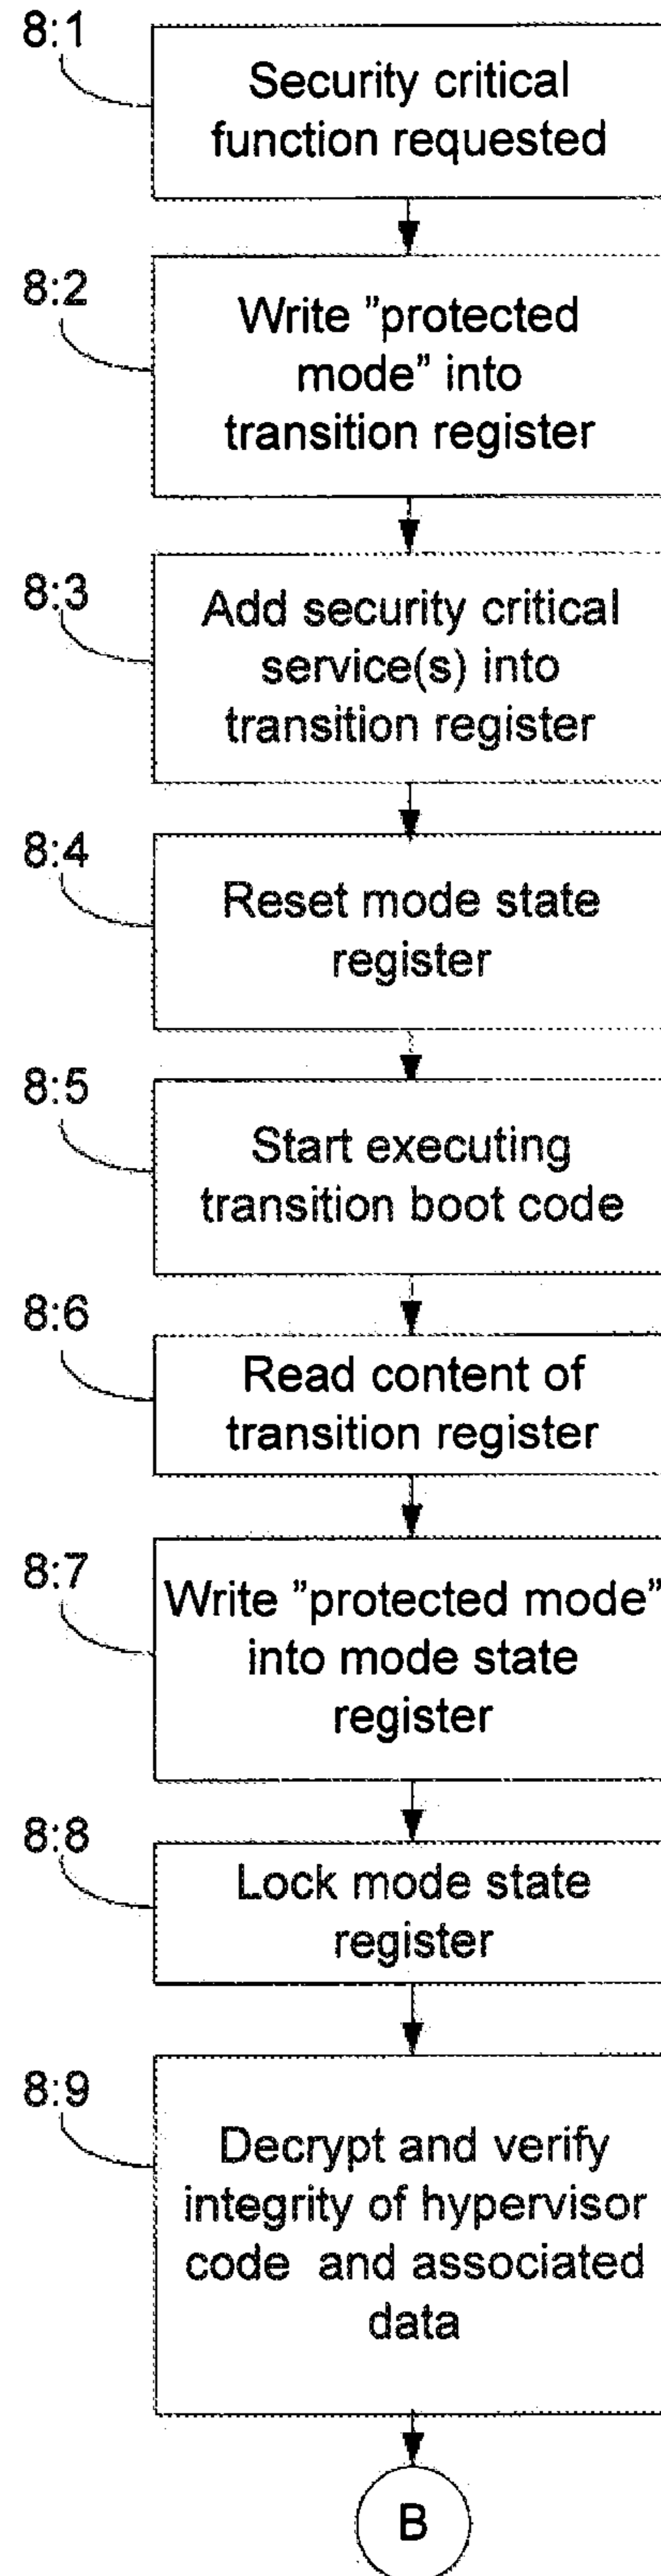 8:1
Security critical
function requested
8:2
Write ”protected
mode” into
transition register
8:3
Add security critical
service(s) into
transition register
8:4
Reset mode state
register
8:5
Start executing
transition boot code
8:6
Read content of
transition register
8:7
Write ”protected mode”
into mode state
register
8:8
Lock mode state
register
8:9
Decrypt and verify
integrity of hypervisor
code and associated
data
B